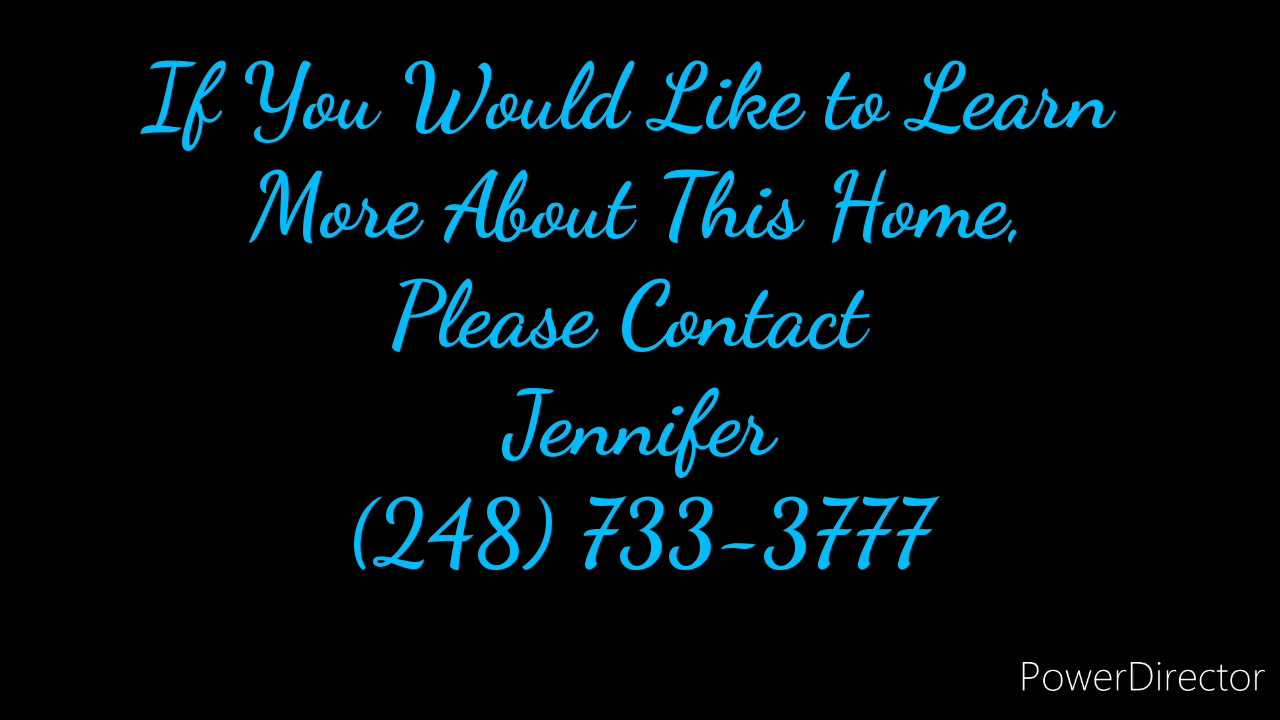 If You Would Like to Learn
More About This Home,
Please Contact
Jennifer
(248) 733-3777
PowerDirector